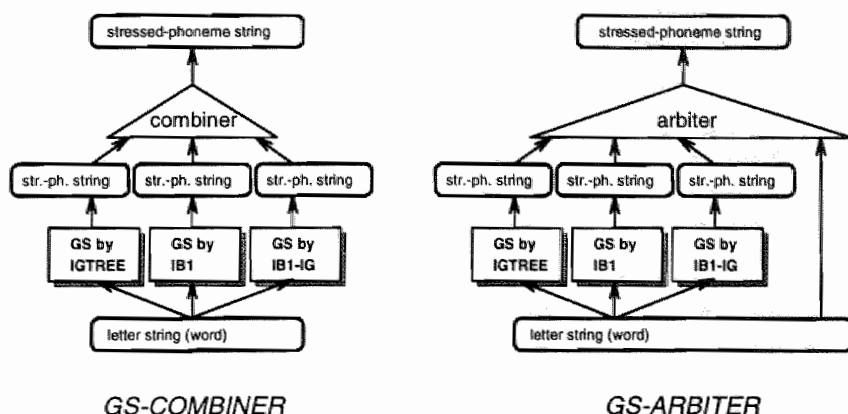 stressed-phoneme string
combiner
str.-ph. string str.-ph. string str.-ph. string
GS by GS by GS by
IGTREE IB1 IB1-IG
letter string (word)
GS-COMBINER
stressed-phoneme string
arbiter
str.-ph. string str.-ph. string str.-ph. string
GS by GS by GS by
IGTREE IB1 IB1-IG
letter string (word)
GS-ARBITER